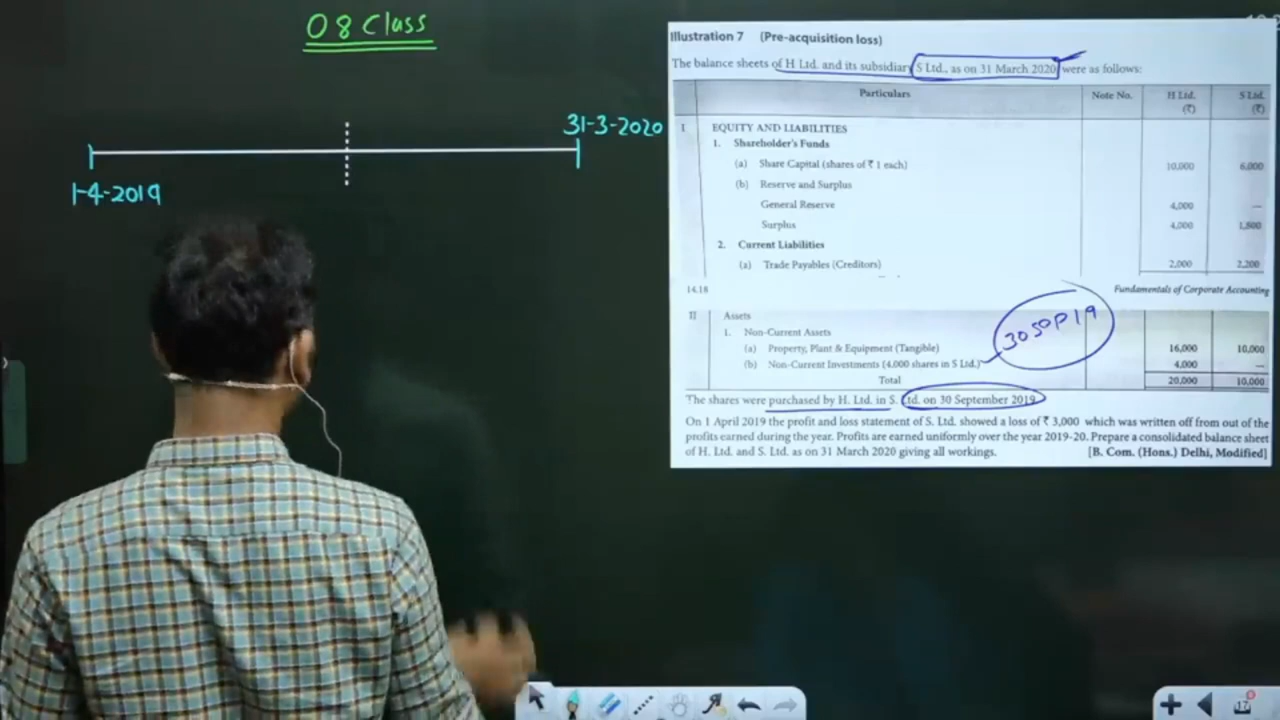 08 Class
31-3-2020
1-4-2019
Illustration 7 (Pre-acquisition loss)
The balance sheets of H Ltd. and its subsidiary S Ltd., as on 31 March 2020 were as follows:
Particulars Note No. H Ltd. (₹) S Ltd. (₹)
I EQUITY AND LIABILITIES
1. Shareholder's Funds
(a) Share Capital (shares of ₹ 1 each) 10,000 6,000
(b) Reserve and Surplus
General Reserve 4,000 —
Surplus 4,000 1,800
2. Current Liabilities
(a) Trade Payables (Creditors) 2,000 2,200
14.18 Fundamentals of Corporate Accounting
II Assets
1. Non-Current Assets
(a) Property, Plant & Equipment (Tangible) 16,000 10,000
(b) Non-Current Investments (4,000 shares in S Ltd.) 4,000 —
Total 20,000 10,000
30 Sep 19
The shares were purchased by H. Ltd. in S. Ltd. on 30 September 2019.
On 1 April 2019 the profit and loss statement of S. Ltd. showed a loss of ₹ 3,000 which was written off from out of the
profits earned during the year. Profits are earned uniformly over the year 2019-20. Prepare a consolidated balance sheet
of H. Ltd. and S. Ltd. as on 31 March 2020 giving all workings. [B. Com. (Hons.) Delhi, Modified]
17